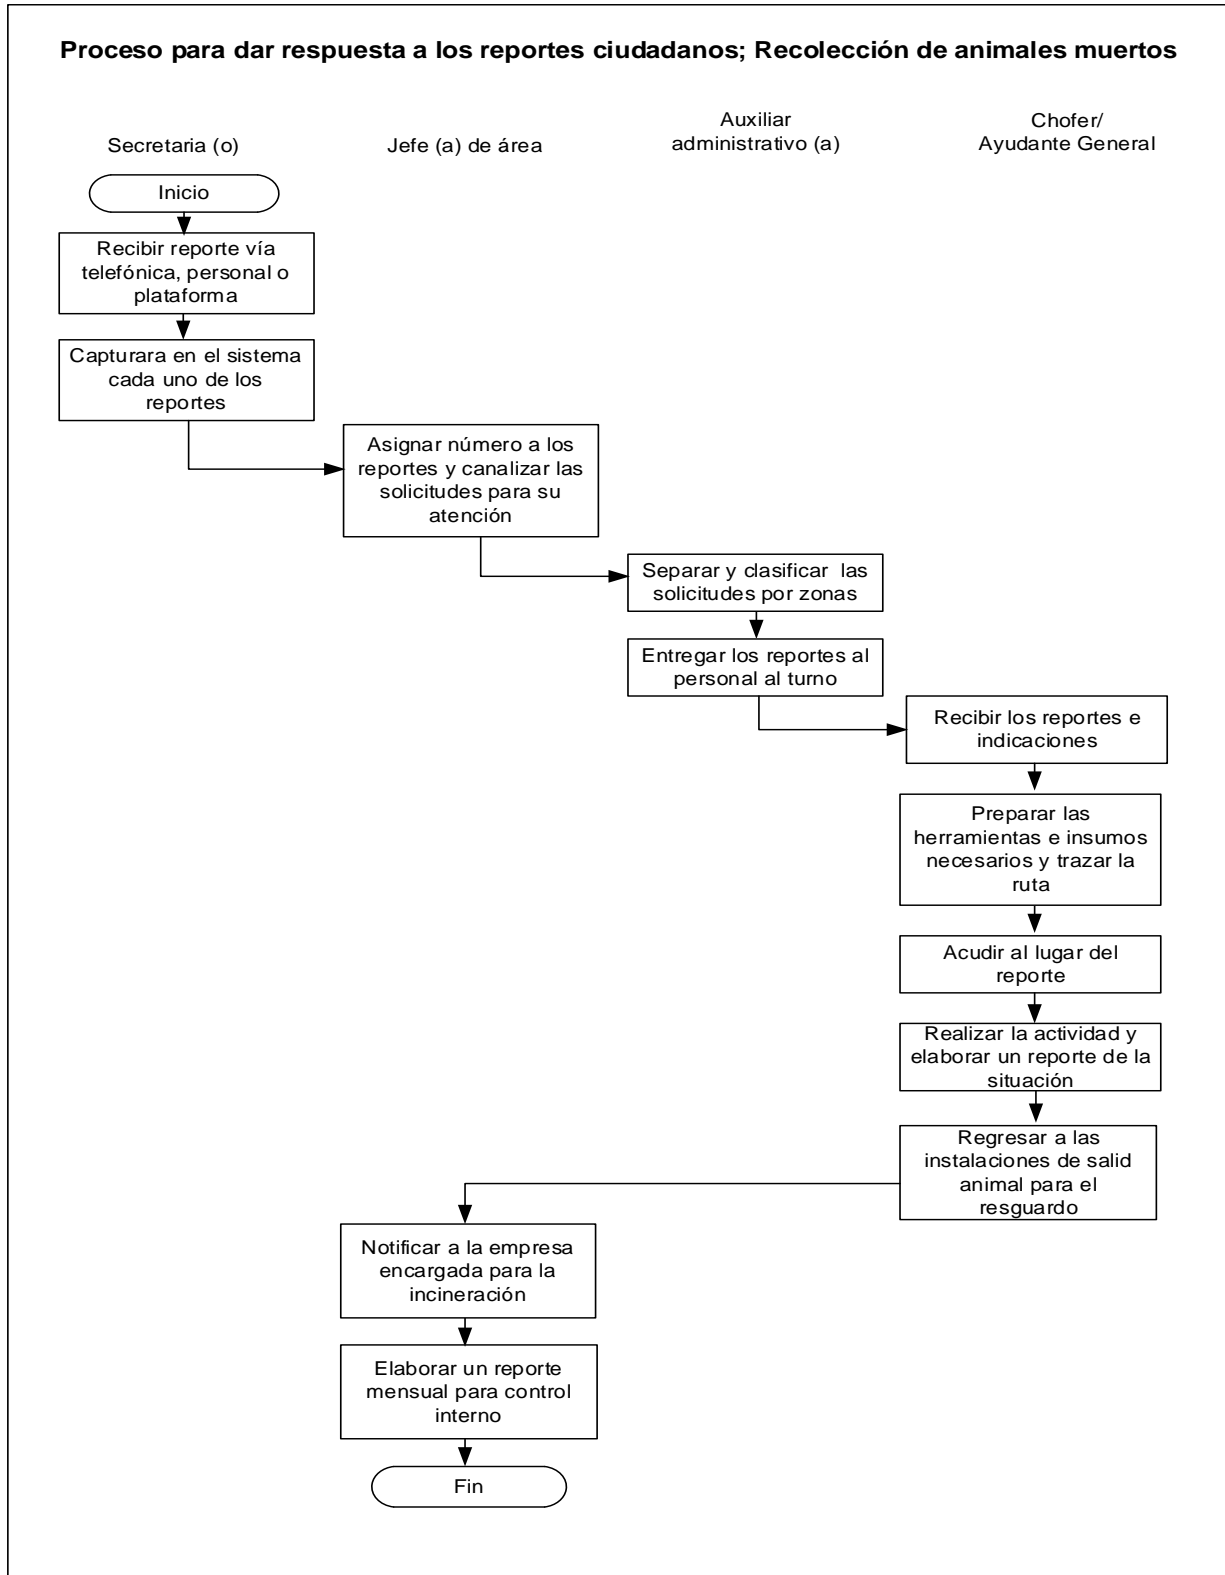 Proceso para dar respuesta a los reportes ciudadanos; Recolección de animales muertos
Secretaria (o)
Jefe (a) de área
Auxiliar
administrativo (a)
Chofer/
Ayudante General
Inicio
Recibir reporte vía
telefónica, personal o
plataforma
Capturara en el sistema
cada uno de los
reportes
Asignar número a los
reportes y canalizar las
solicitudes para su
atención
Separar y clasificar las
solicitudes por zonas
Entregar los reportes al
personal al turno
Recibir los reportes e
indicaciones
Preparar las
herramientas e insumos
necesarios y trazar la
ruta
Acudir al lugar del
reporte
Realizar la actividad y
elaborar un reporte de la
situación
Regresar a las
instalaciones de salid
animal para el
resguardo
Notificar a la empresa
encargada para la
incineración
Elaborar un reporte
mensual para control
interno
Fin